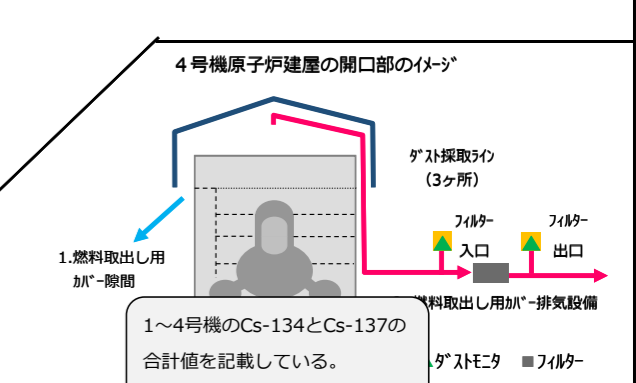 ４号機原子炉建屋の開口部のｲﾒｰｼﾞ
ﾀﾞｽﾄ採取ﾗｲﾝ
（3ヶ所）
ﾌｨﾙﾀｰ
ﾌｨﾙﾀｰ
入口
出口
1.燃料取出し用
ｶﾊﾞｰ隙間
料取出し用ｶﾊﾞｰ排気設備
1～4号機のCs-134とCs-137の
合計値を記載している。
▲ﾀﾞｽﾄﾓﾆﾀ ■ﾌｨﾙﾀｰ